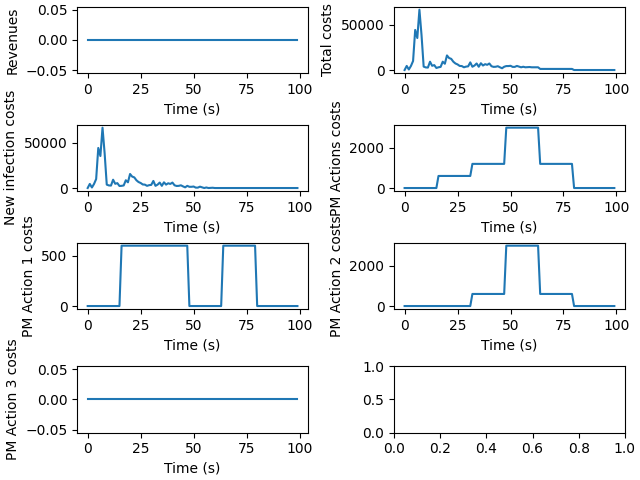 Revenues
0.05
0.00
−0.05
0 25 50 75 100
Time (s)
Total costs
50000
0
0 25 50 75 100
Time (s)
New infection costs
50000
0
0 25 50 75 100
Time (s)
PM Actions costs
2000
0
0 25 50 75 100
Time (s)
PM Action 1 costs
500
0
0 25 50 75 100
Time (s)
PM Action 2 costs
2000
0
0 25 50 75 100
Time (s)
PM Action 3 costs
0.05
0.00
−0.05
0 25 50 75 100
Time (s)
1.0
0.5
0.0
0.0 0.2 0.4 0.6 0.8 1.0